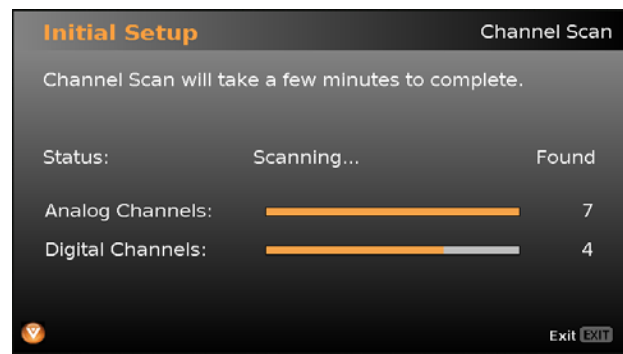 Initial Setup Channel Scan
Channel Scan will take a few minutes to complete.
Status: Scanning... Found
Analog Channels: 7
Digital Channels: 4
V Exit EXIT